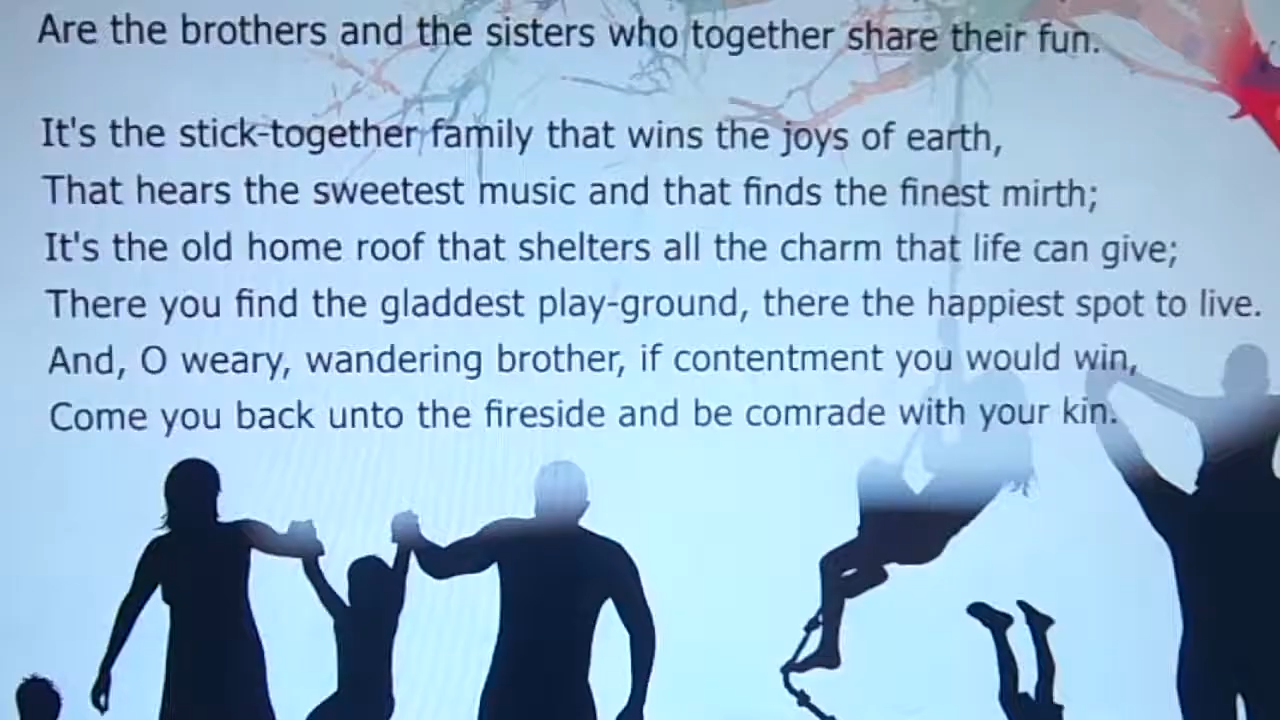 Are the brothers and the sisters who together share their fun.
It's the stick-together family that wins the joys of earth,
That hears the sweetest music and that finds the finest mirth;
It's the old home roof that shelters all the charm that life can give;
There you find the gladdest play-ground, there the happiest spot to live.
And, O weary, wandering brother, if contentment you would win,
Come you back unto the fireside and be comrade with your kin.